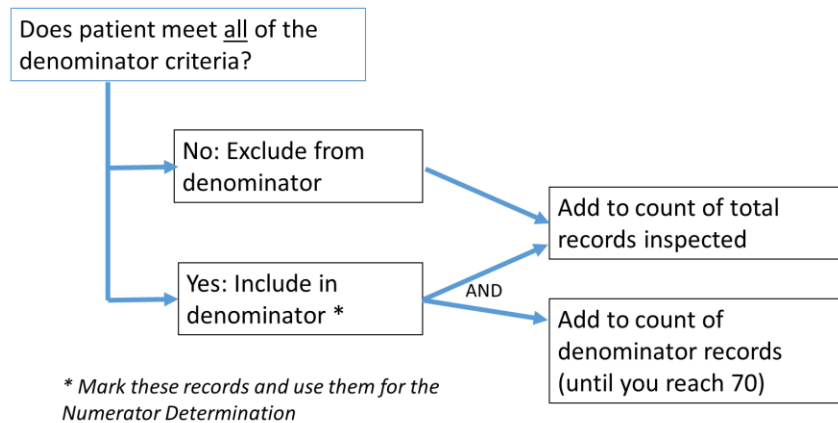 Does patient meet all of the
denominator criteria?
No: Exclude from
denominator
Add to count of total
records inspected
Yes: Include in
denominator *
AND
Add to count of
denominator records
(until you reach 70)
* Mark these records and use them for the
Numerator Determination